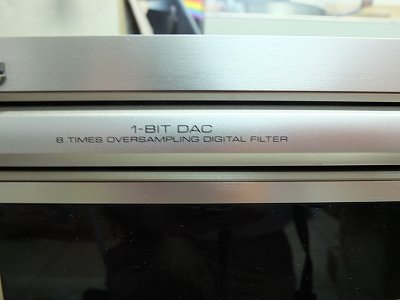 1-BIT DAC
8 TIMES OVERSAMPLING DIGITAL FILTER